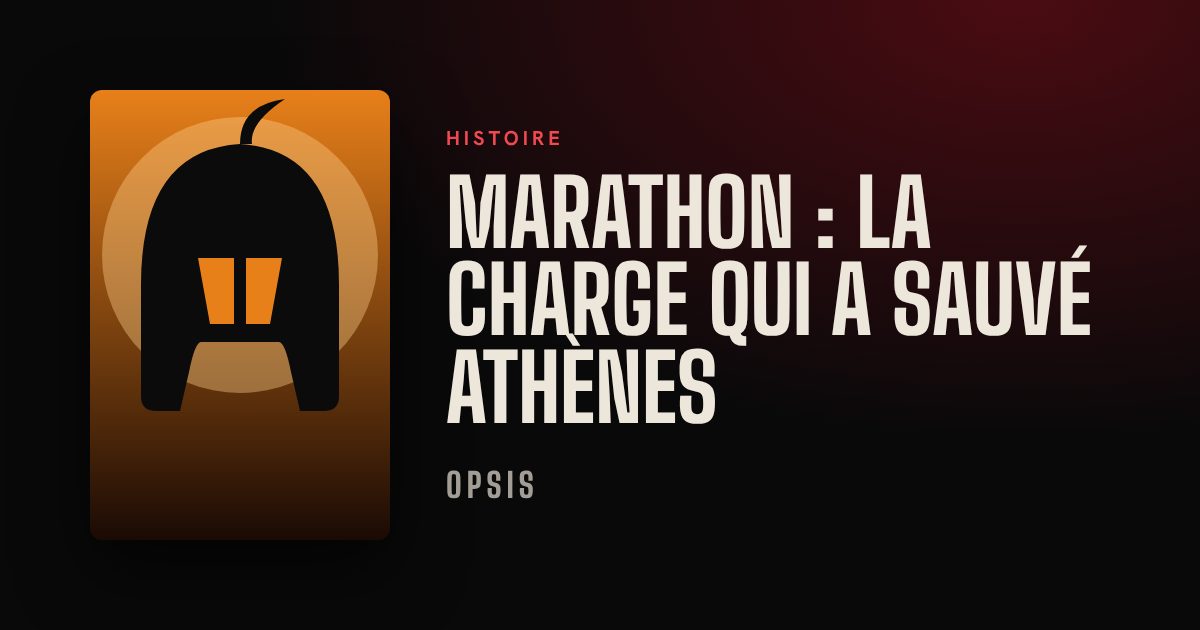 HISTOIRE
MARATHON : LA
CHARGE QUI A SAUVÉ
ATHÈNES
OPSIS